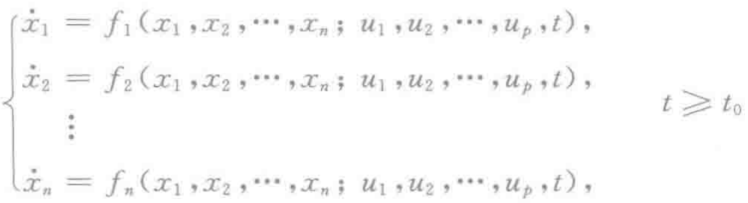 ẋ₁ = f₁(x₁,x₂,⋯,xₙ; u₁,u₂,⋯,uₚ,t),
ẋ₂ = f₂(x₁,x₂,⋯,xₙ; u₁,u₂,⋯,uₚ,t),
⋮
ẋₙ = fₙ(x₁,x₂,⋯,xₙ; u₁,u₂,⋯,uₚ,t),
t ⩾ t₀